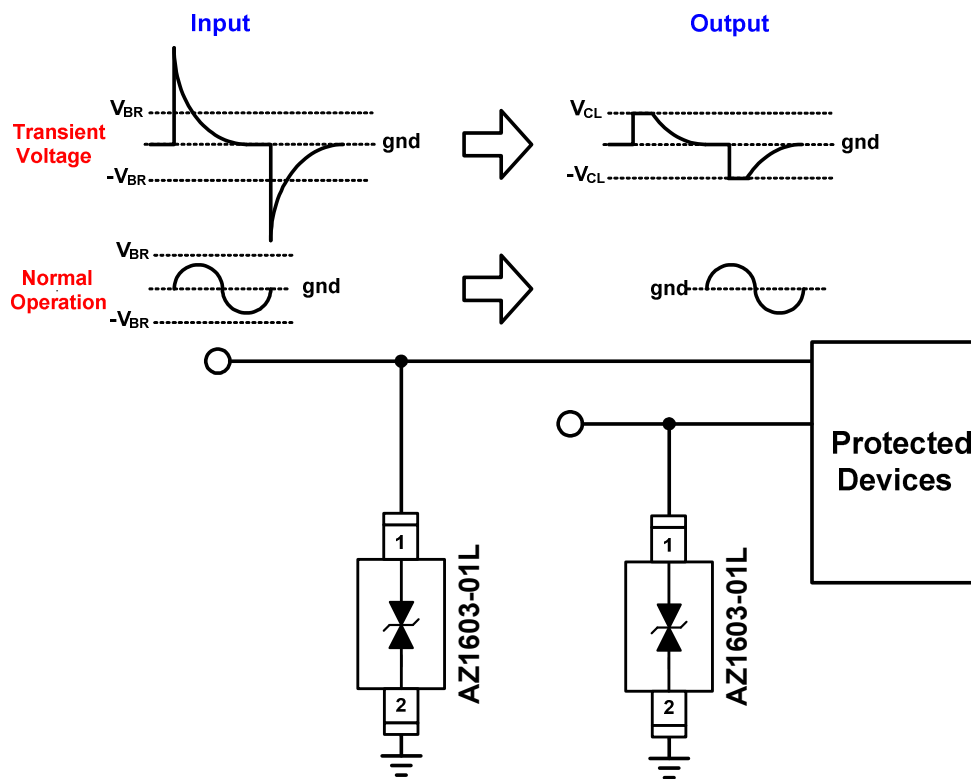 Input
Output
VBR
Transient
Voltage
gnd
-VBR
VCL
gnd
-VCL
VBR
Normal
Operation
gnd
-VBR
gnd
Protected
Devices
1
2
AZ1603-01L
1
2
AZ1603-01L